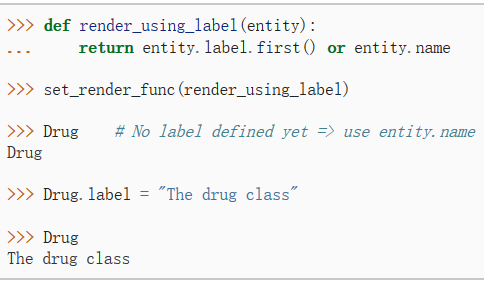 >>> def render_using_label(entity):
...     return entity.label.first() or entity.name
>>> set_render_func(render_using_label)
>>> Drug    # No label defined yet => use entity.name
Drug
>>> Drug.label = "The drug class"
>>> Drug
The drug class